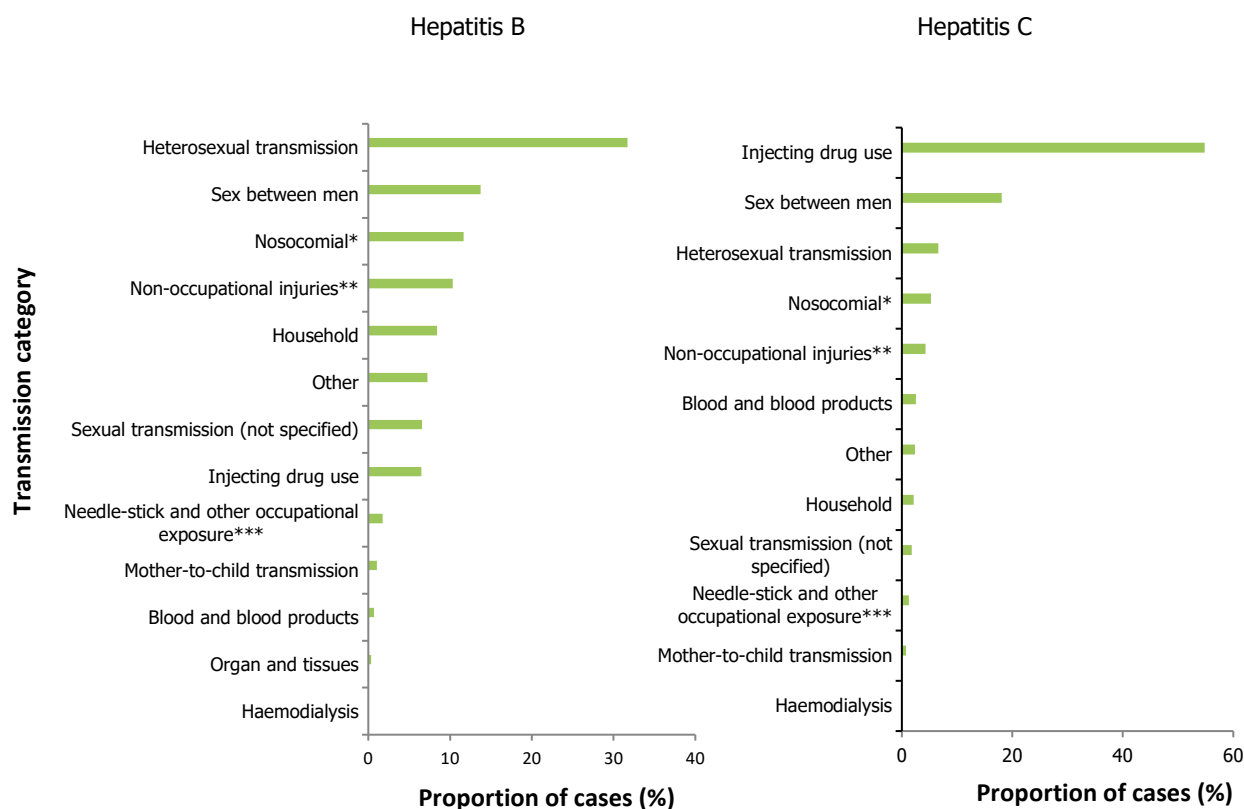 Hepatitis B
Heterosexual transmission
Sex between men
Nosocomial*
Non-occupational injuries**
Household
Other
Sexual transmission (not specified)
Injecting drug use
Needle-stick and other occupational
exposure***
Mother-to-child transmission
Blood and blood products
Organ and tissues
Haemodialysis
Transmission category
0 10 20 30 40
Proportion of cases (%)
Hepatitis C
Injecting drug use
Sex between men
Heterosexual transmission
Nosocomial*
Non-occupational injuries**
Blood and blood products
Other
Household
Sexual transmission (not
specified)
Needle-stick and other
occupational exposure***
Mother-to-child transmission
Haemodialysis
0 20 40 60
Proportion of cases (%)